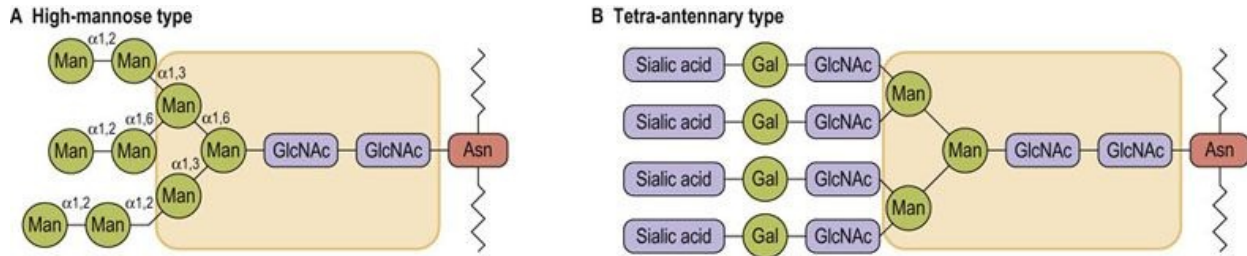 A High-mannose type
B Tetra-antennary type
Man α1,2 Man
α1,3
Man
Man α1,2 Man α1,6
α1,6
Man GlcNAc GlcNAc Asn
α1,3
Man
Man α1,2 Man α1,2
Sialic acid Gal GlcNAc
Man
Sialic acid Gal GlcNAc
Man GlcNAc GlcNAc Asn
Sialic acid Gal GlcNAc
Man
Sialic acid Gal GlcNAc